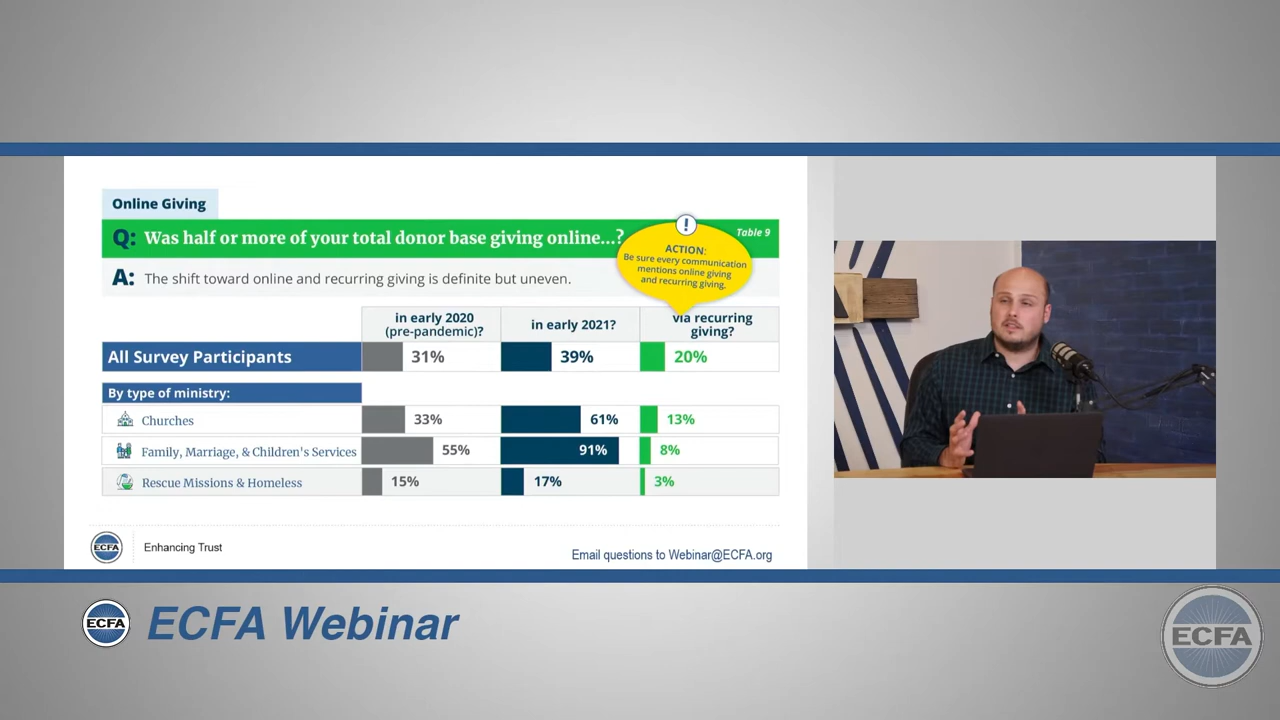 Online Giving
Q: Was half or more of your total donor base giving online...?
Table 9
!
ACTION:
Be sure every communication
mentions online giving
and recurring giving.
A: The shift toward online and recurring giving is definite but uneven.
in early 2020
(pre-pandemic)?
in early 2021?
via recurring
giving?
All Survey Participants 31% 39% 20%
By type of ministry:
Churches 33% 61% 13%
Family, Marriage, & Children's Services 55% 91% 8%
Rescue Missions & Homeless 15% 17% 3%
ECFA
Enhancing Trust
Email questions to Webinar@ECFA.org
ECFA
ECFA Webinar
ECFA